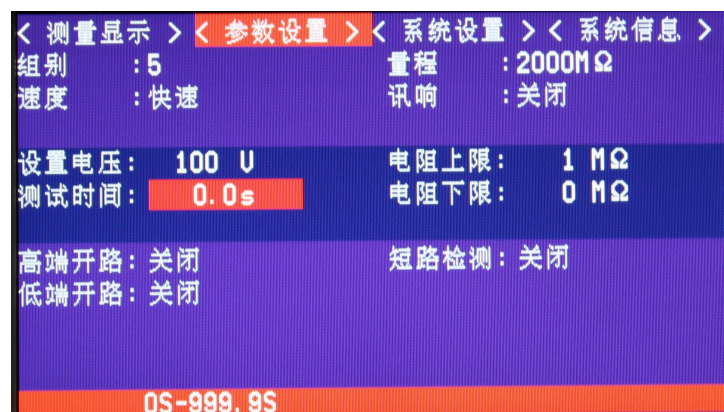 < 测量显示 > < 参数设置 > < 系统设置 > < 系统信息 >
组别 :5 量程 :2000MΩ
速度 :快速 讯响 :关闭
设置电压: 100 V 电阻上限: 1 MΩ
测试时间: 0.0s 电阻下限: 0 MΩ
高端开路:关闭 短路检测:关闭
低端开路:关闭
0S-999.9S